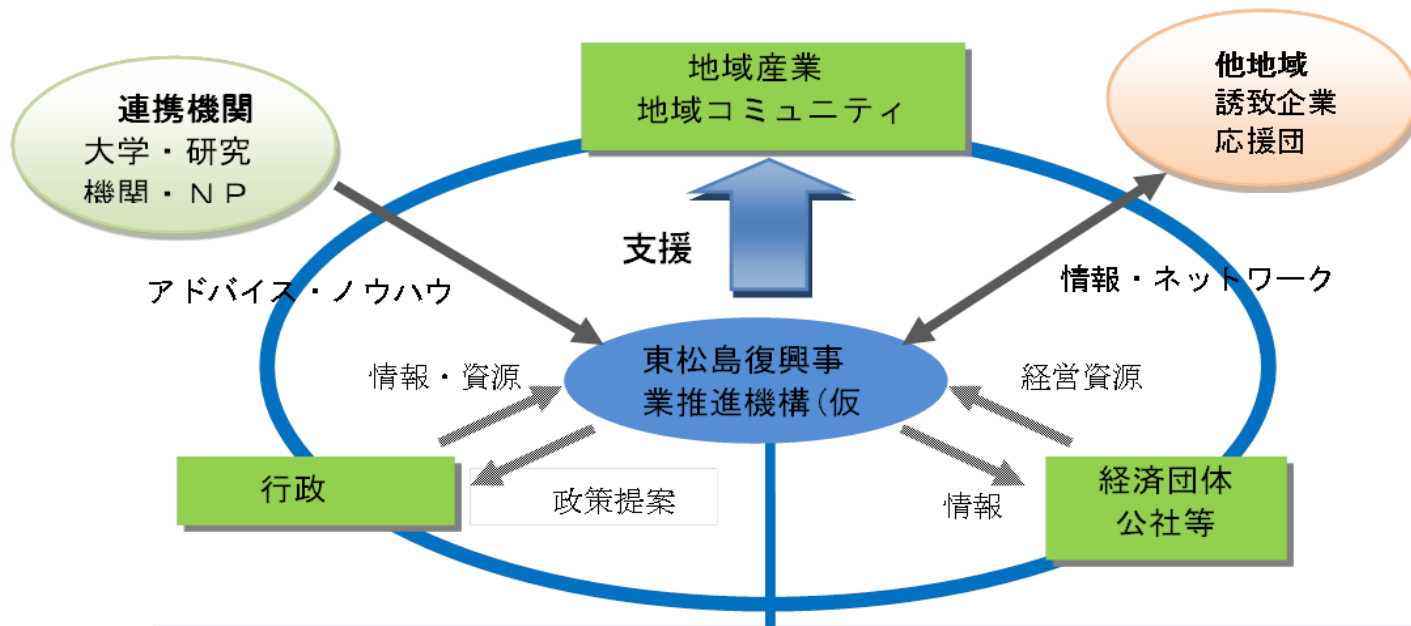 地域産業
地域コミュニティ
連携機関
大学・研究
機関・ＮＰ
他地域
誘致企業
応援団
支援
アドバイス・ノウハウ
情報・ネットワーク
東松島復興事
業推進機構(仮
情報・資源
経営資源
行政
政策提案
情報
経済団体
公社等